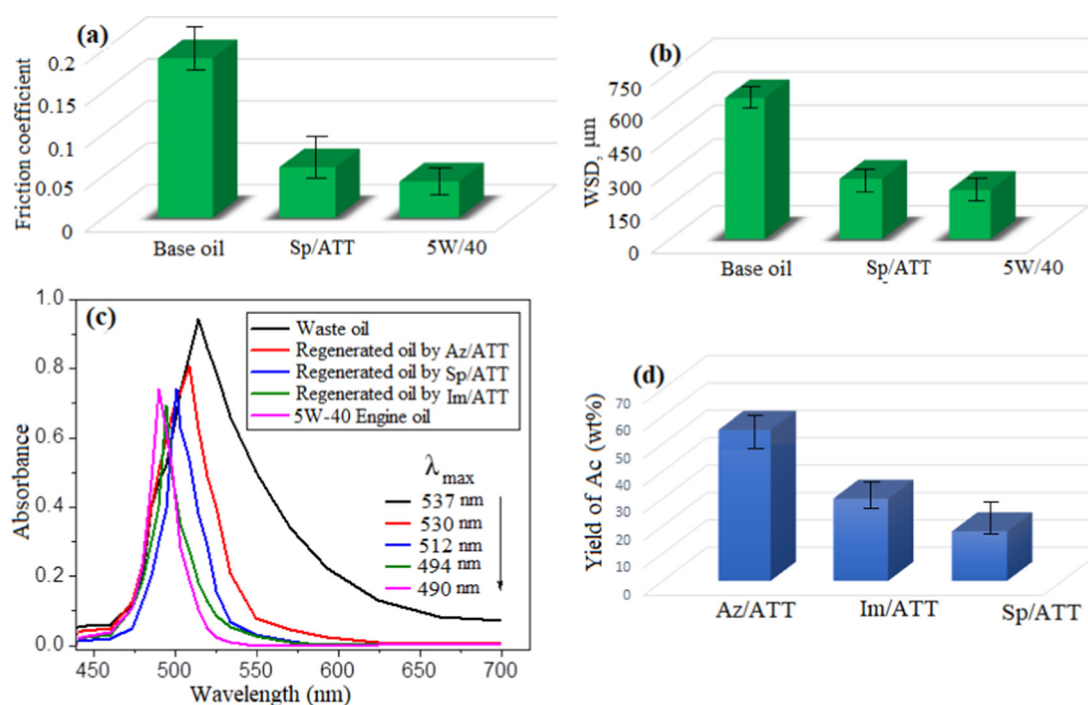 (a)
Friction coefficient
0.2
0.15
0.1
0.05
0
Base oil
Sp/ATT
5W/40
(b)
WSD, µm
750
600
450
300
150
0
Base oil
Sp/ATT
5W/40
(c)
Absorbance
1.0
0.8
0.6
0.4
0.2
0.0
Waste oil
Regenerated oil by Az/ATT
Regenerated oil by Sp/ATT
Regenerated oil by Im/ATT
5W-40 Engine oil
λmax
537 nm
530 nm
512 nm
494 nm
490 nm
450 500 550 600 650 700
Wavelength (nm)
(d)
Yield of Ac (wt%)
70
60
50
40
30
20
10
0
Az/ATT
Im/ATT
Sp/ATT